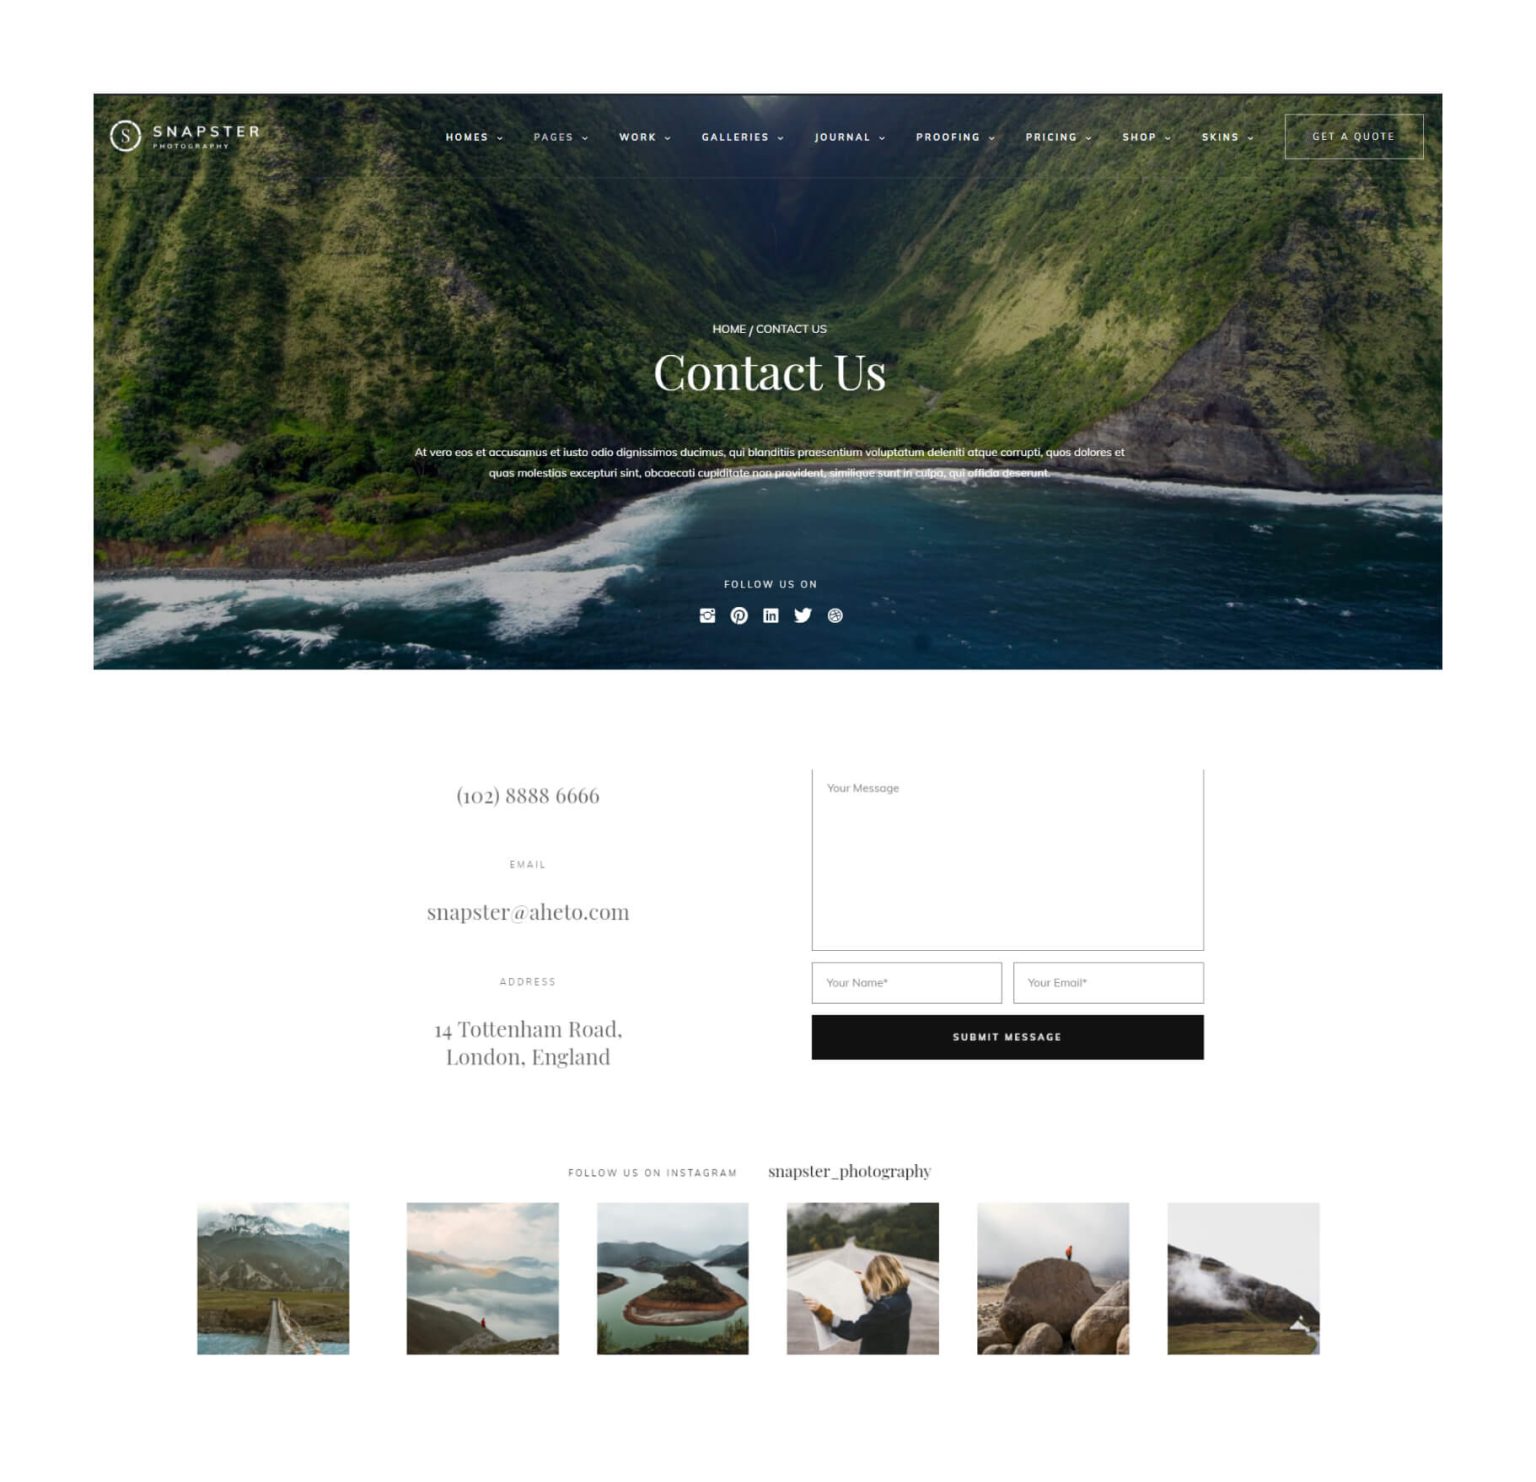 S
SNAPSTER
PHOTOGRAPHY
HOMES PAGES WORK GALLERIES JOURNAL PROOFING PRICING SHOP SKINS
GET A QUOTE
HOME / CONTACT US
Contact Us
At vero eos et accusamus et iusto odio dignissimos ducimus, qui blanditiis praesentium voluptatum deleniti atque corrupti, quos dolores et
quas molestias excepturi sint, obcaecati cupiditate non provident, similique sunt in culpa, qui officia deserunt.
FOLLOW US ON
(102) 8888 6666
EMAIL
snapster@aheto.com
ADDRESS
14 Tottenham Road,
London, England
Your Message
Your Name*
Your Email*
SUBMIT MESSAGE
FOLLOW US ON INSTAGRAM snapster_photography